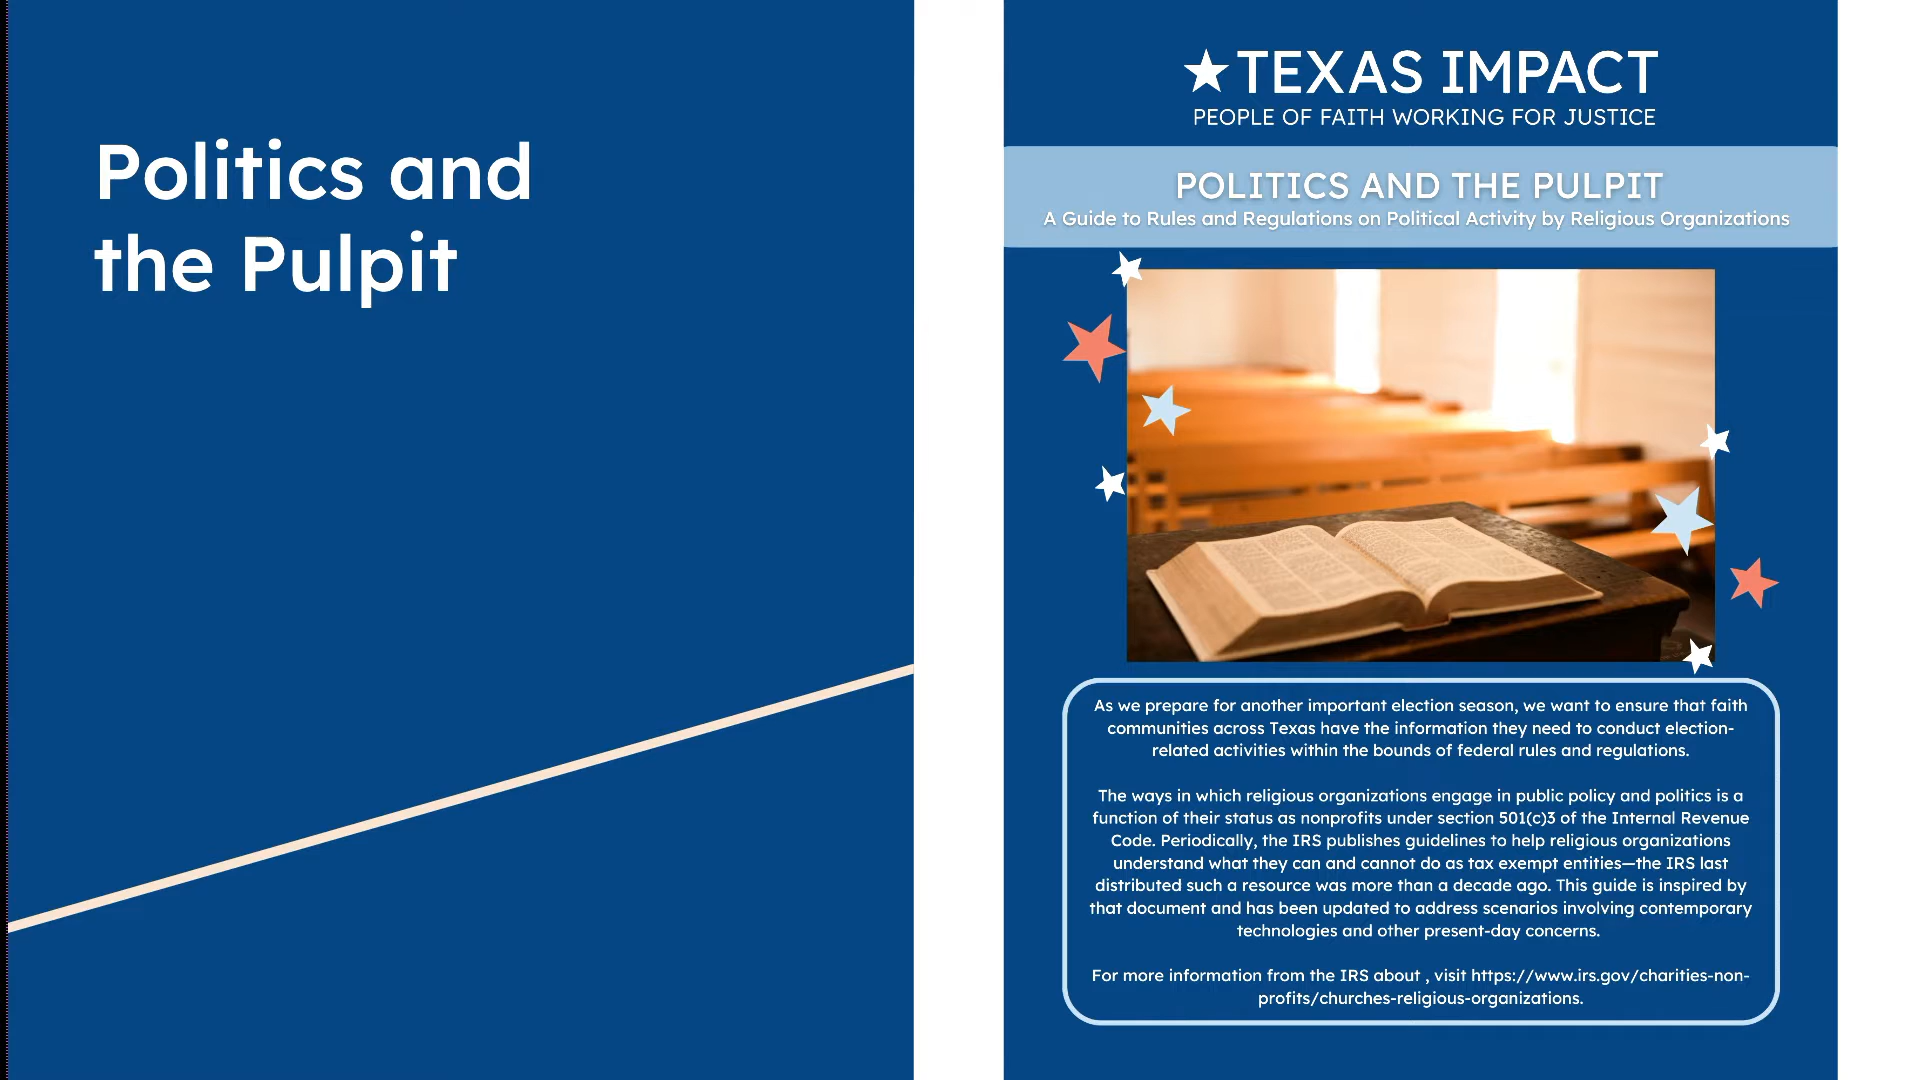 Politics and
the Pulpit
TEXAS IMPACT
PEOPLE OF FAITH WORKING FOR JUSTICE
POLITICS AND THE PULPIT
A Guide to Rules and Regulations on Political Activity by Religious Organizations
As we prepare for another important election season, we want to ensure that faith
communities across Texas have the information they need to conduct election-
related activities within the bounds of federal rules and regulations.
The ways in which religious organizations engage in public policy and politics is a
function of their status as nonprofits under section 501(c)3 of the Internal Revenue
Code. Periodically, the IRS publishes guidelines to help religious organizations
understand what they can and cannot do as tax exempt entities—the IRS last
distributed such a resource was more than a decade ago. This guide is inspired by
that document and has been updated to address scenarios involving contemporary
technologies and other present-day concerns.
For more information from the IRS about , visit https://www.irs.gov/charities-non-
profits/churches-religious-organizations.